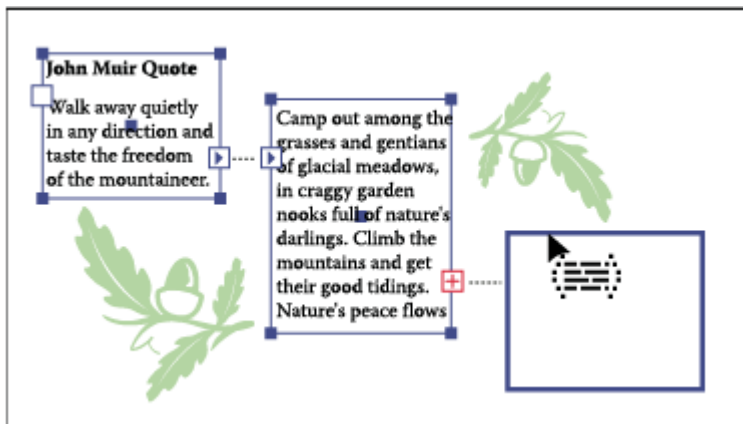 John Muir Quote
Walk away quietly
in any direction and
taste the freedom
of the mountaineer.
Camp out among the
grasses and gentians
of glacial meadows,
in craggy garden
nooks full of nature's
darlings. Climb the
mountains and get
their good tidings.
Nature's peace flows